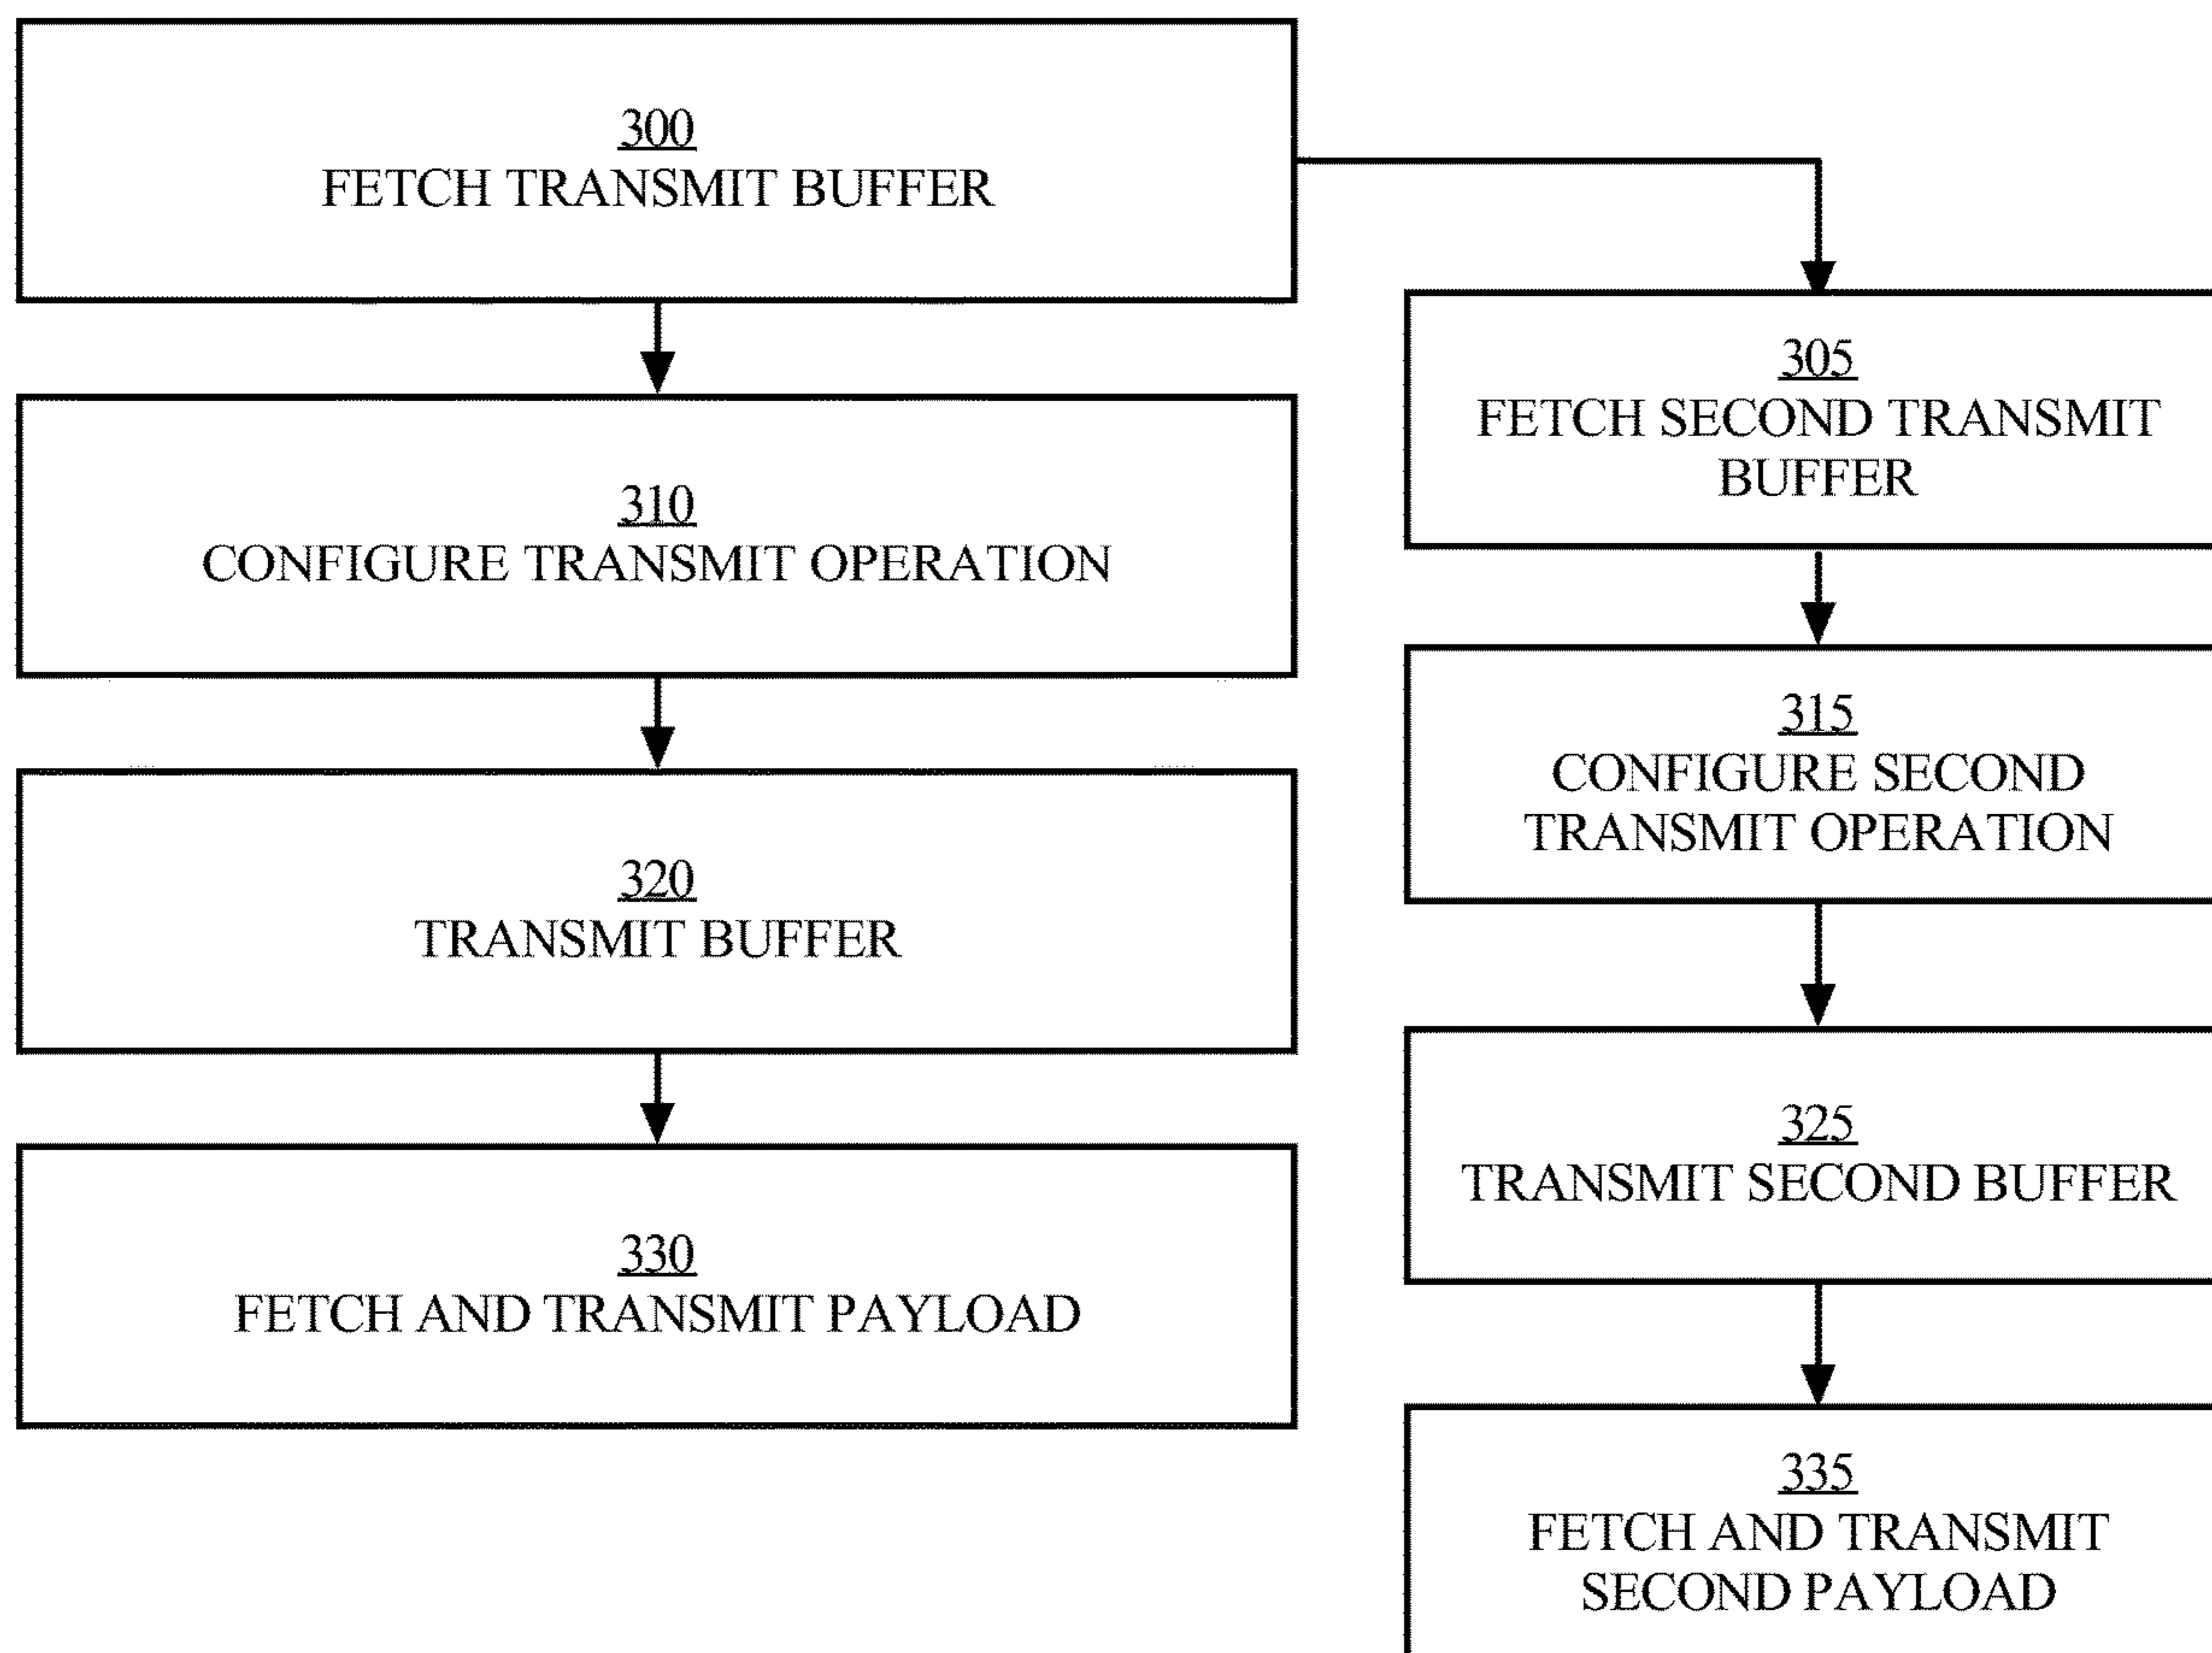 300
FETCH TRANSMIT BUFFER
310
CONFIGURE TRANSMIT OPERATION
320
TRANSMIT BUFFER
330
FETCH AND TRANSMIT PAYLOAD
305
FETCH SECOND TRANSMIT
BUFFER
315
CONFIGURE SECOND
TRANSMIT OPERATION
325
TRANSMIT SECOND BUFFER
335
FETCH AND TRANSMIT
SECOND PAYLOAD